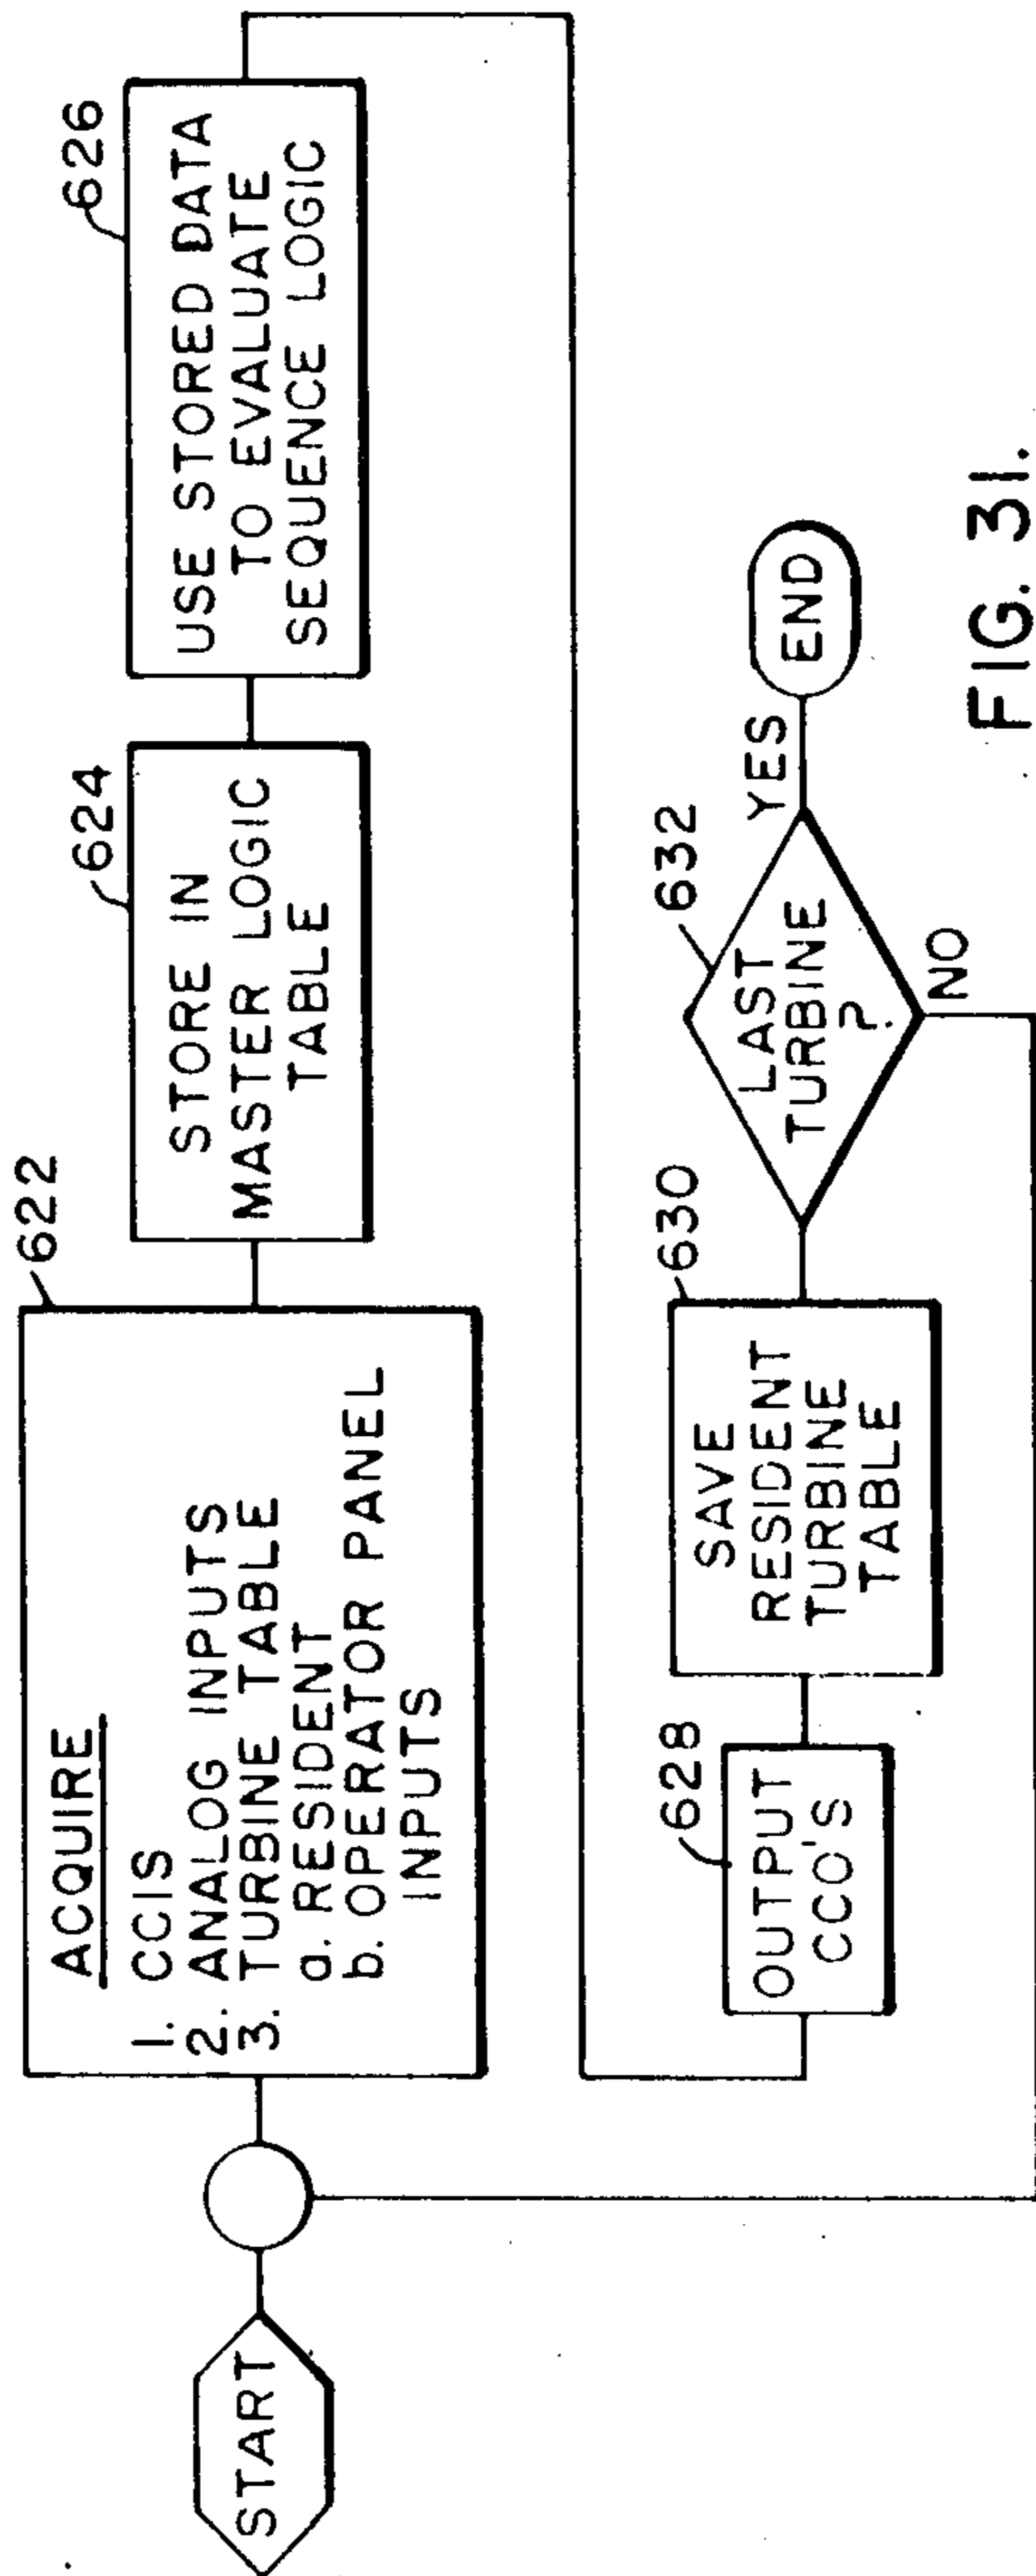 START
622
ACQUIRE
1. CCIS
2. ANALOG INPUTS
3. TURBINE TABLE
a. RESIDENT
b. OPERATOR PANEL
INPUTS
624
STORE IN
MASTER LOGIC
TABLE
626
USE STORED DATA
TO EVALUATE
SEQUENCE LOGIC
628
OUTPUT
CCO'S
630
SAVE
RESIDENT
TURBINE
TABLE
632
LAST
TURBINE
?
YES
NO
END
FIG. 31.